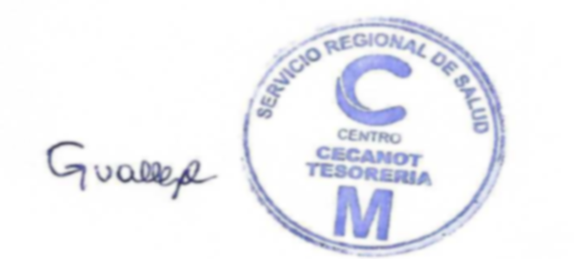 SERVICIO REGIONAL DE SALUD
C
CENTRO
CECANOT
TESORERIA
M